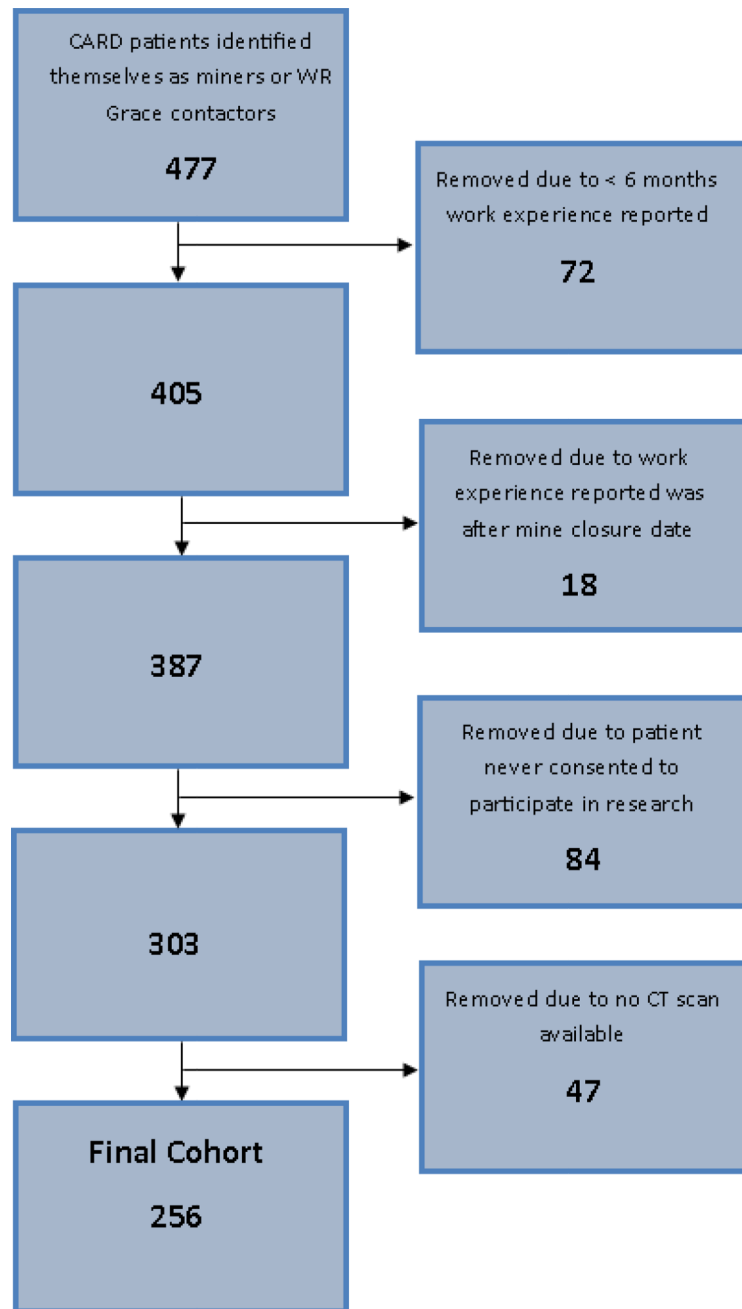 CARD patients identified
themselves as miners or WR
Grace contactors
477
Removed due to < 6 months
work experience reported
72
405
Removed due to work
experience reported was
after mine closure date
18
387
Removed due to patient
never consented to
participate in research
84
303
Removed due to no CT scan
available
47
Final Cohort
256